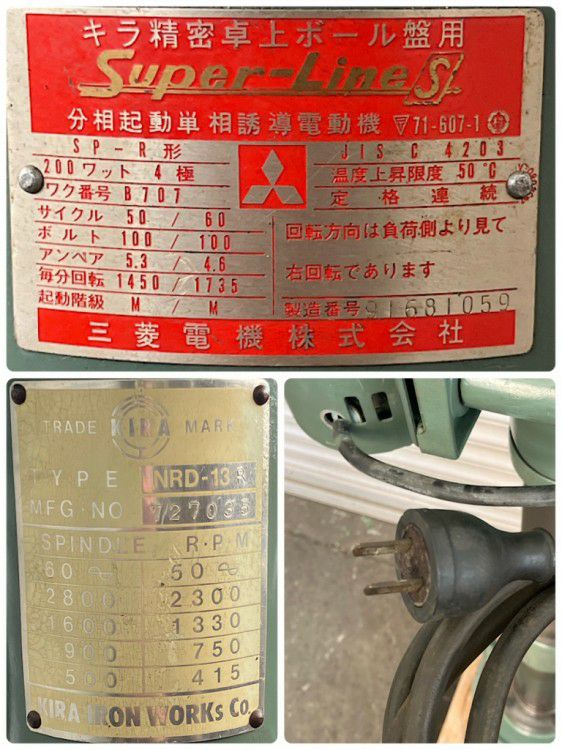 キラ精密卓上ボール盤用
Super-Line S
分相起動単相誘導電動機 ▽71-607-1
SP-R形
JIS C 4203
200ワット 4極
温度上昇限度 50°C
ワク番号 B707
定格 連続
サイクル 50 / 60
ボルト 100 / 100
アンペア 5.3 / 4.6
毎分回転 1450 / 1735
起動階級 M / M
回転方向は負荷側より見て
右回転であります
製造番号 91681059
三菱電機株式会社
TRADE KIRA MARK
TYPE NRD-13R
MFG·NO 727035
SPINDLE R·P·M
60 50
2800 2300
1600 1330
900 750
500 415
KIRA IRON WORKs Co.